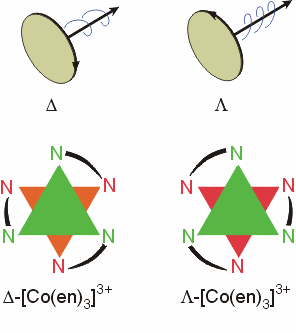 Δ Λ
N N
N N N N
N N N N
N N
Δ-[Co(en)₃]³⁺ Λ-[Co(en)₃]³⁺